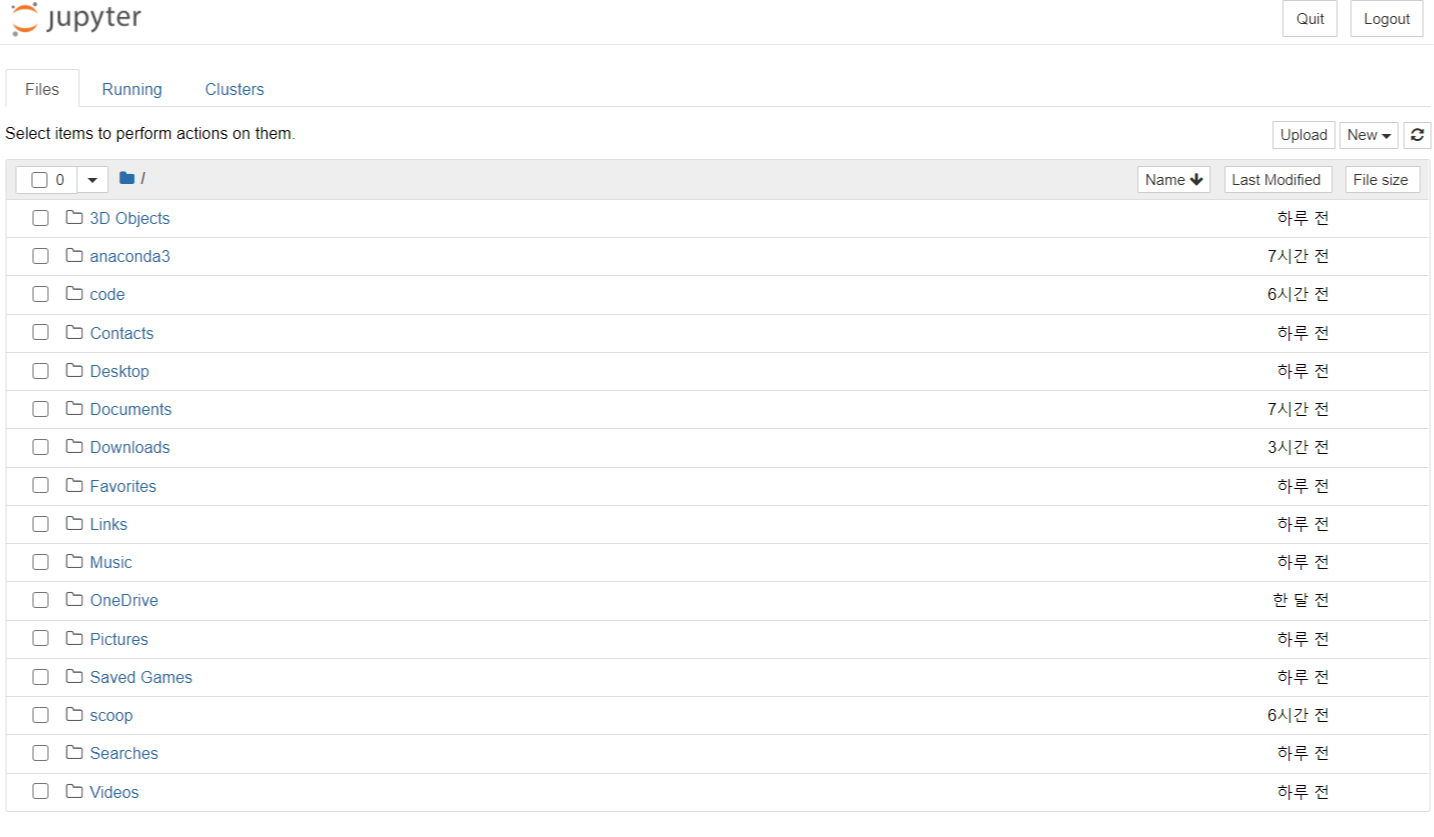 jupyter Quit Logout
Files Running Clusters
Select items to perform actions on them. Upload New
0 / Name Last Modified File size
3D Objects 하루 전
anaconda3 7시간 전
code 6시간 전
Contacts 하루 전
Desktop 하루 전
Documents 7시간 전
Downloads 3시간 전
Favorites 하루 전
Links 하루 전
Music 하루 전
OneDrive 한 달 전
Pictures 하루 전
Saved Games 하루 전
scoop 6시간 전
Searches 하루 전
Videos 하루 전